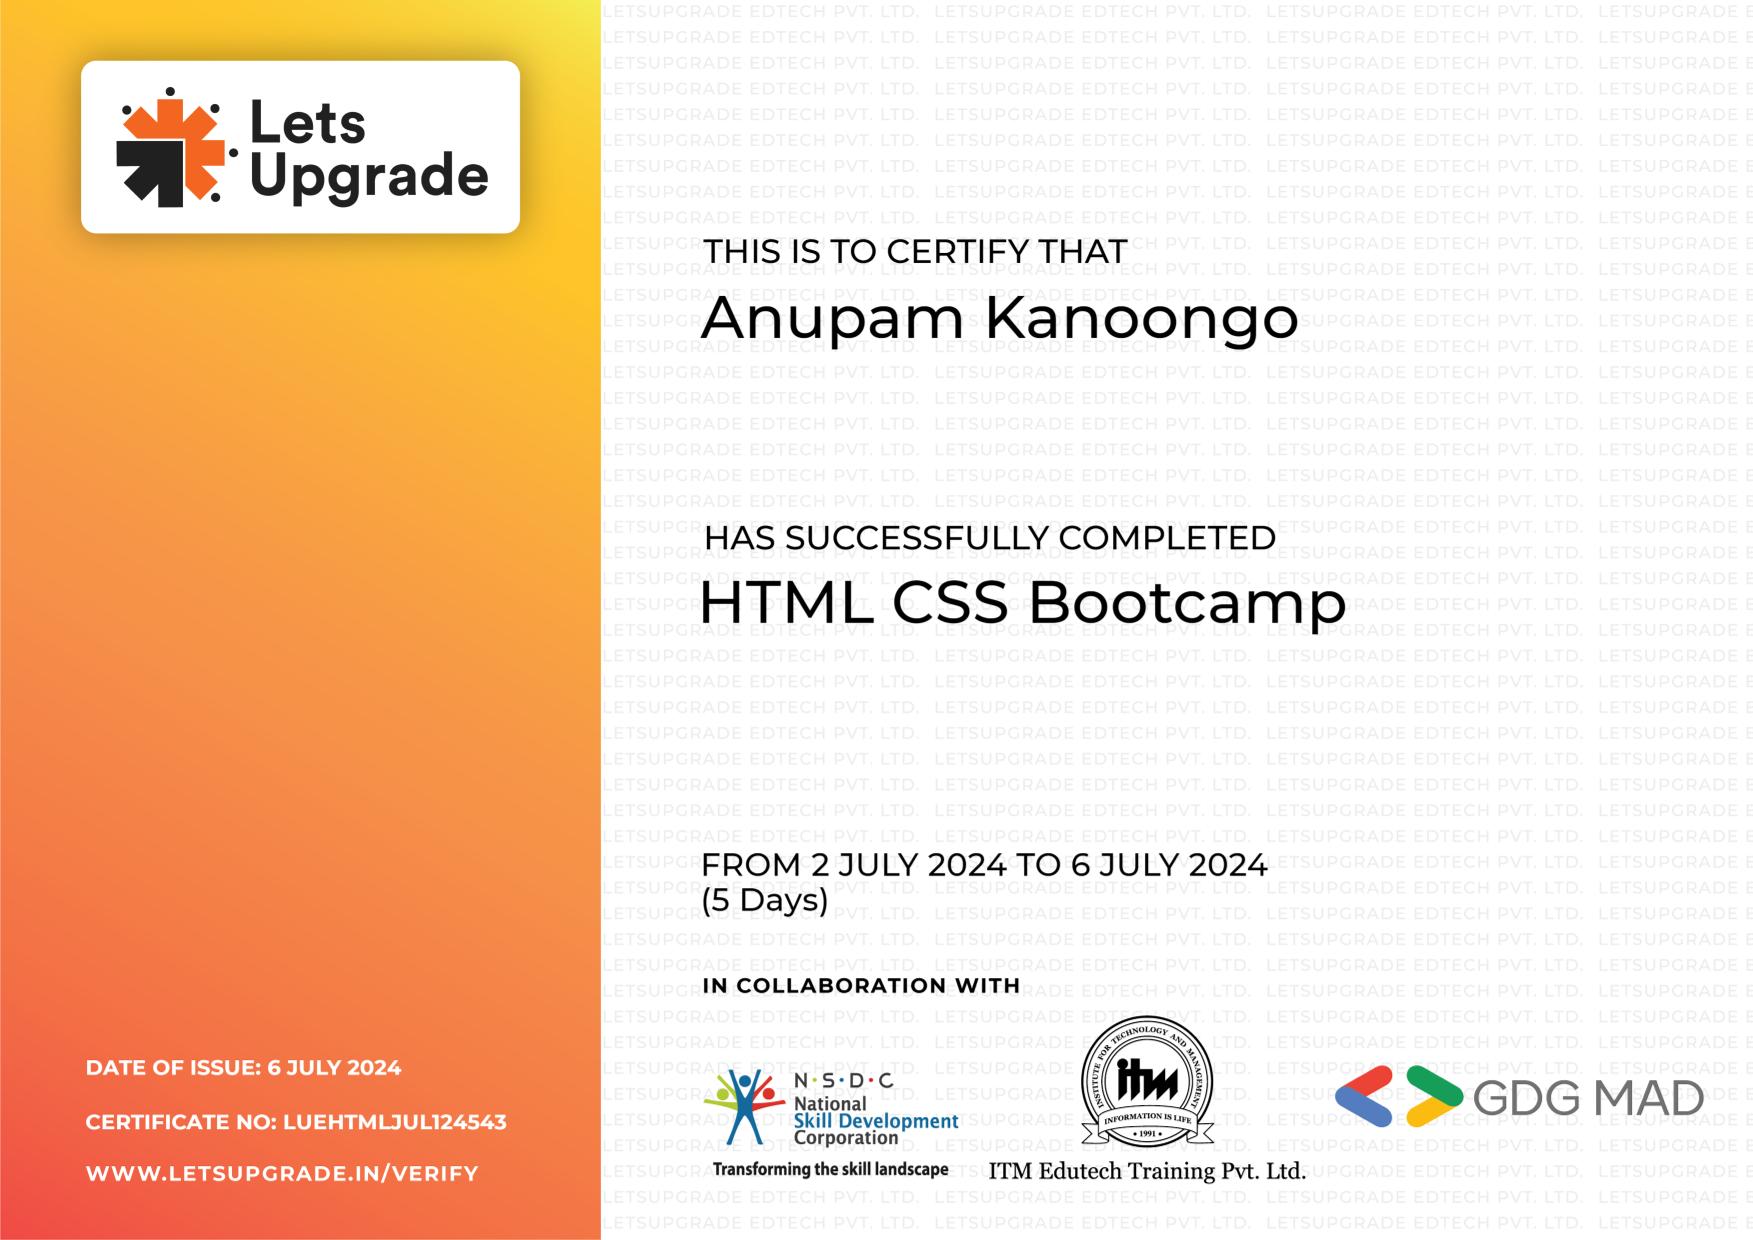 Lets
Upgrade
THIS IS TO CERTIFY THAT
Anupam Kanoongo
HAS SUCCESSFULLY COMPLETED
HTML CSS Bootcamp
FROM 2 JULY 2024 TO 6 JULY 2024
(5 Days)
IN COLLABORATION WITH
N·S·D·C
National
Skill Development
Corporation
Transforming the skill landscape
INSTITUTE FOR TECHNOLOGY AND MANAGEMENT
itm
INFORMATION IS LIFE
• 1991 •
ITM Edutech Training Pvt. Ltd.
GDG MAD
DATE OF ISSUE: 6 JULY 2024
CERTIFICATE NO: LUEHTMLJUL124543
WWW.LETSUPGRADE.IN/VERIFY
LETSUPGRADE EDTECH PVT. LTD.